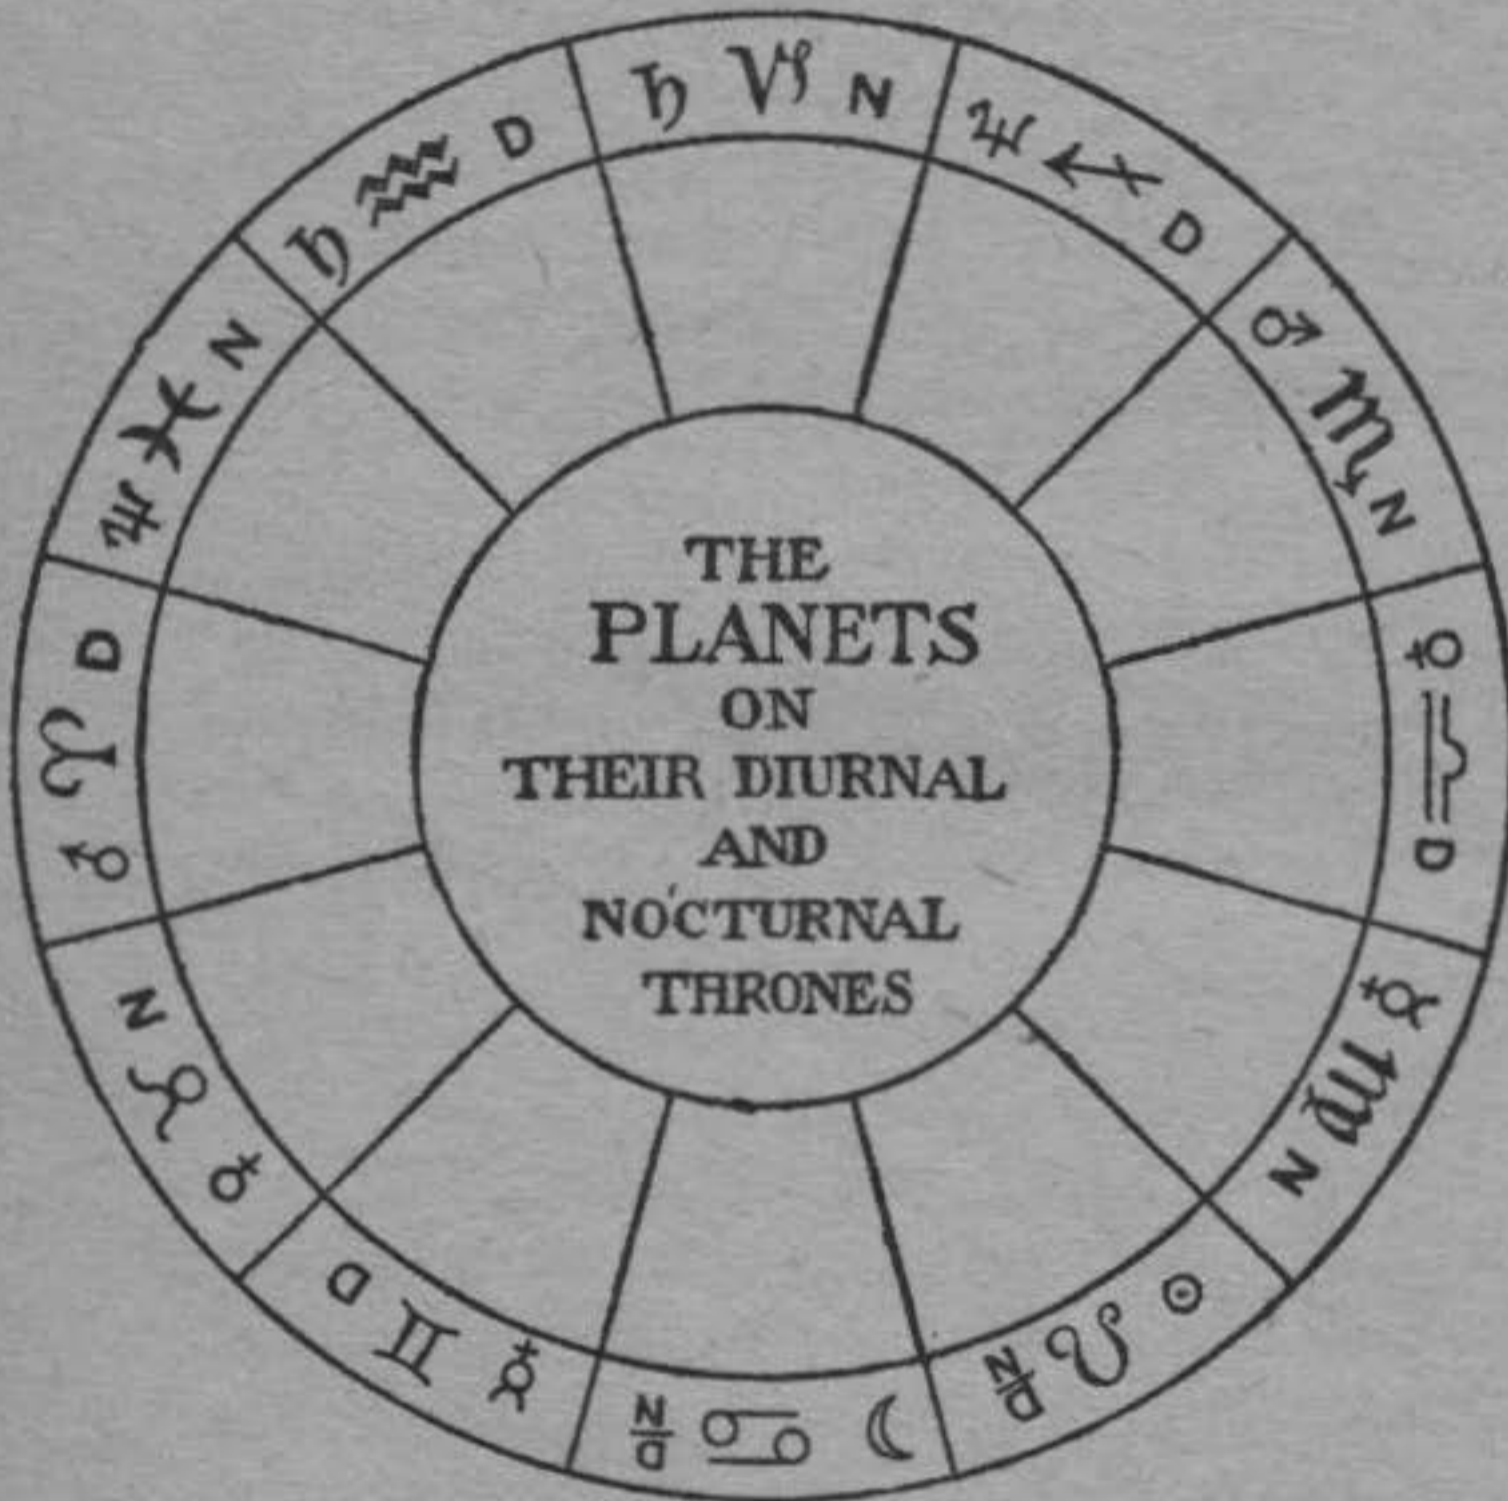 THE
PLANETS
ON
THEIR DIURNAL
AND
NOCTURNAL
THRONES
♄ ♑ N
♃ ♐ D
♂ ♏ N
♀ ♎ D
☿ ♍ N
☉ ♌ D/N
☽ ♋ D/N
☿ ♊ D
♀ ♉ N
♂ ♈ D
♃ ♓ N
♄ ♒ D